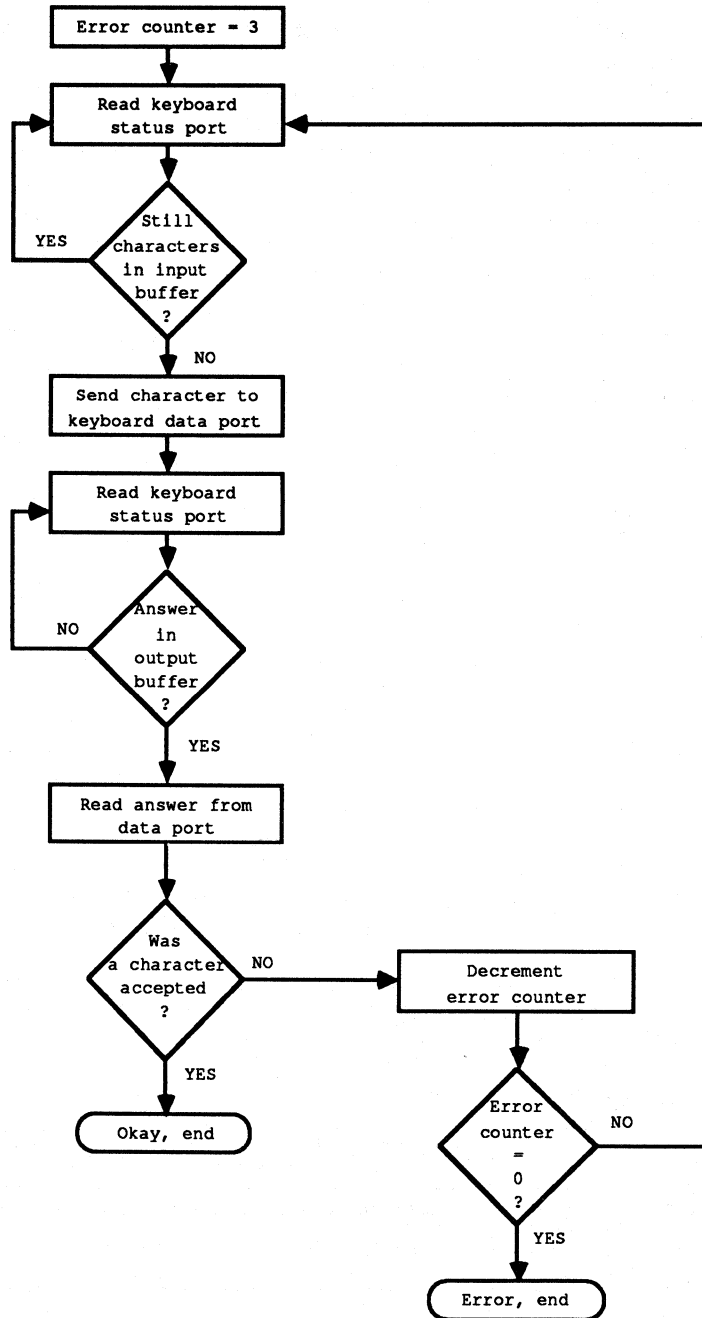 Error counter = 3
Read keyboard
status port
Still
characters
in input
buffer
?
YES
NO
Send character to
keyboard data port
Read keyboard
status port
Answer
in
output
buffer
?
NO
YES
Read answer from
data port
Was
a character
accepted
?
NO
YES
Okay, end
Decrement
error counter
Error
counter
=
0
?
NO
YES
Error, end